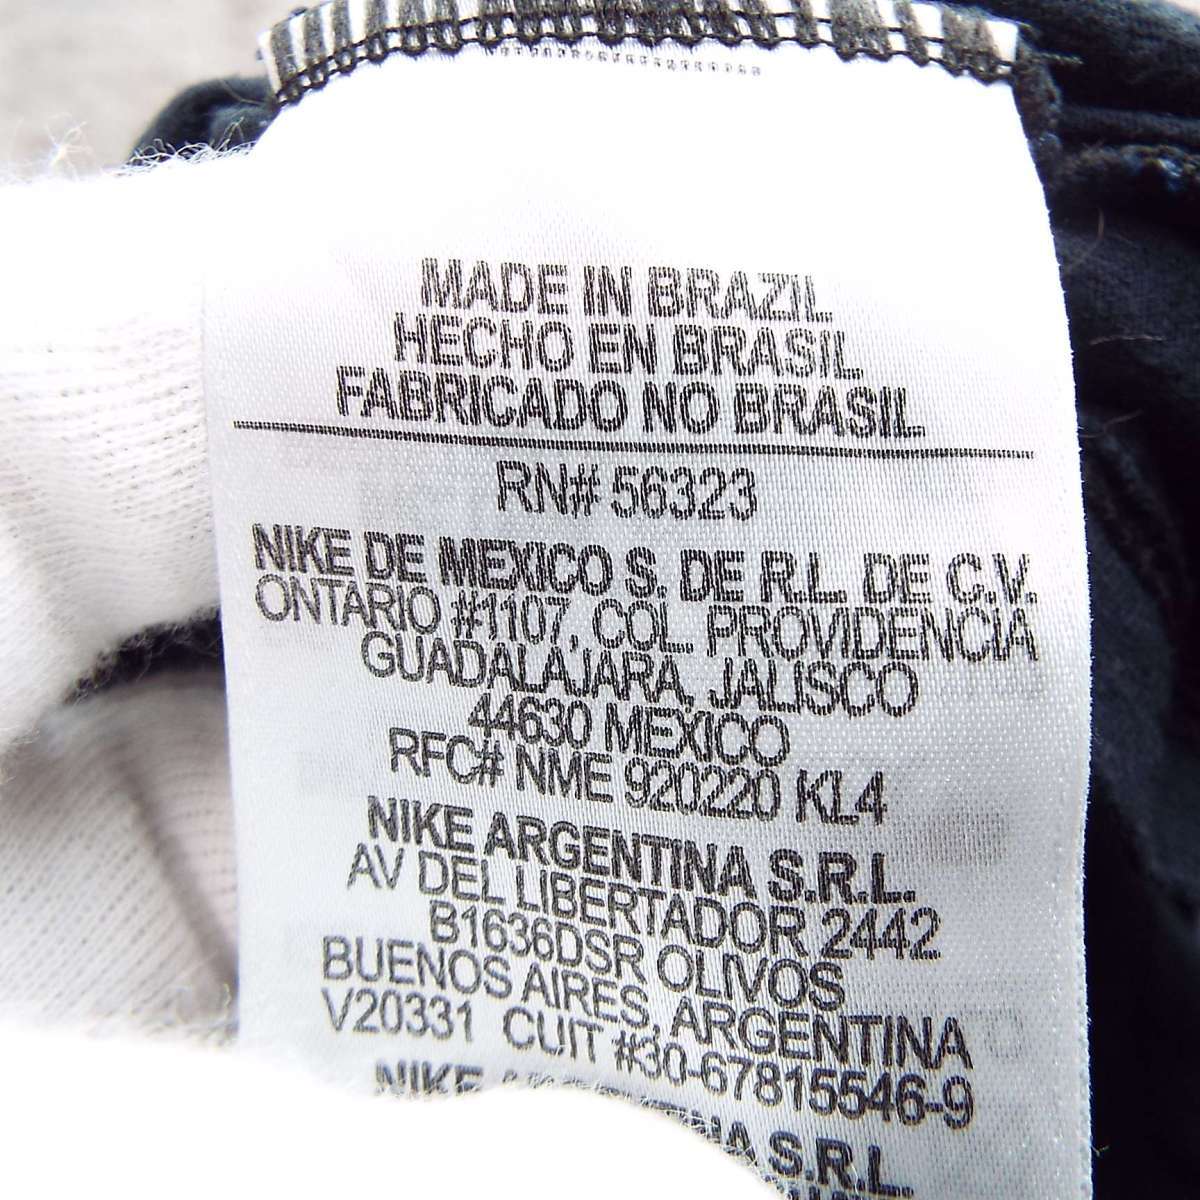 MADE IN BRAZIL
HECHO EN BRASIL
FABRICADO NO BRASIL
RN# 56323
NIKE DE MEXICO S. DE R.L. DE C.V.
ONTARIO #1107, COL. PROVIDENCIA
GUADALAJARA, JALISCO
44630 MEXICO
RFC# NME 920220 KL4
NIKE ARGENTINA S.R.L.
AV DEL LIBERTADOR 2442
B1636DSR OLIVOS
BUENOS AIRES, ARGENTINA
V20331 CUIT #30-67815546-9
NIKE S.R.L.